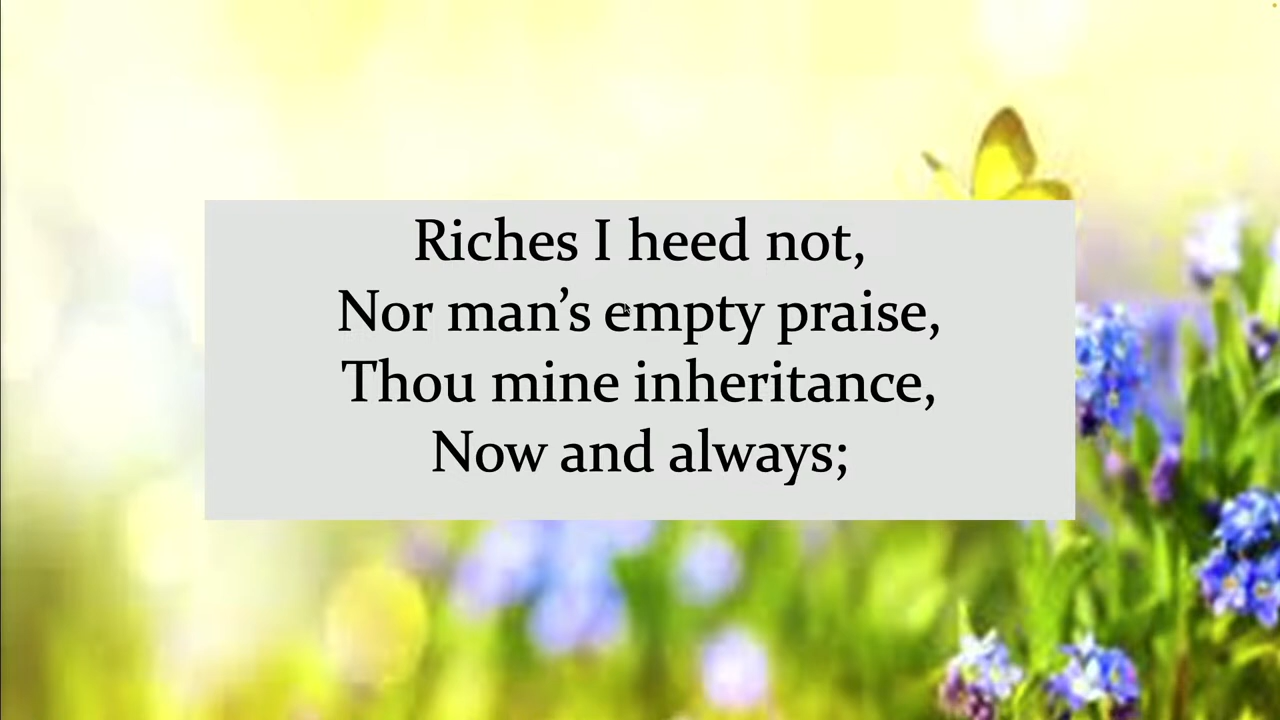 Riches I heed not,
Nor man’s empty praise,
Thou mine inheritance,
Now and always;